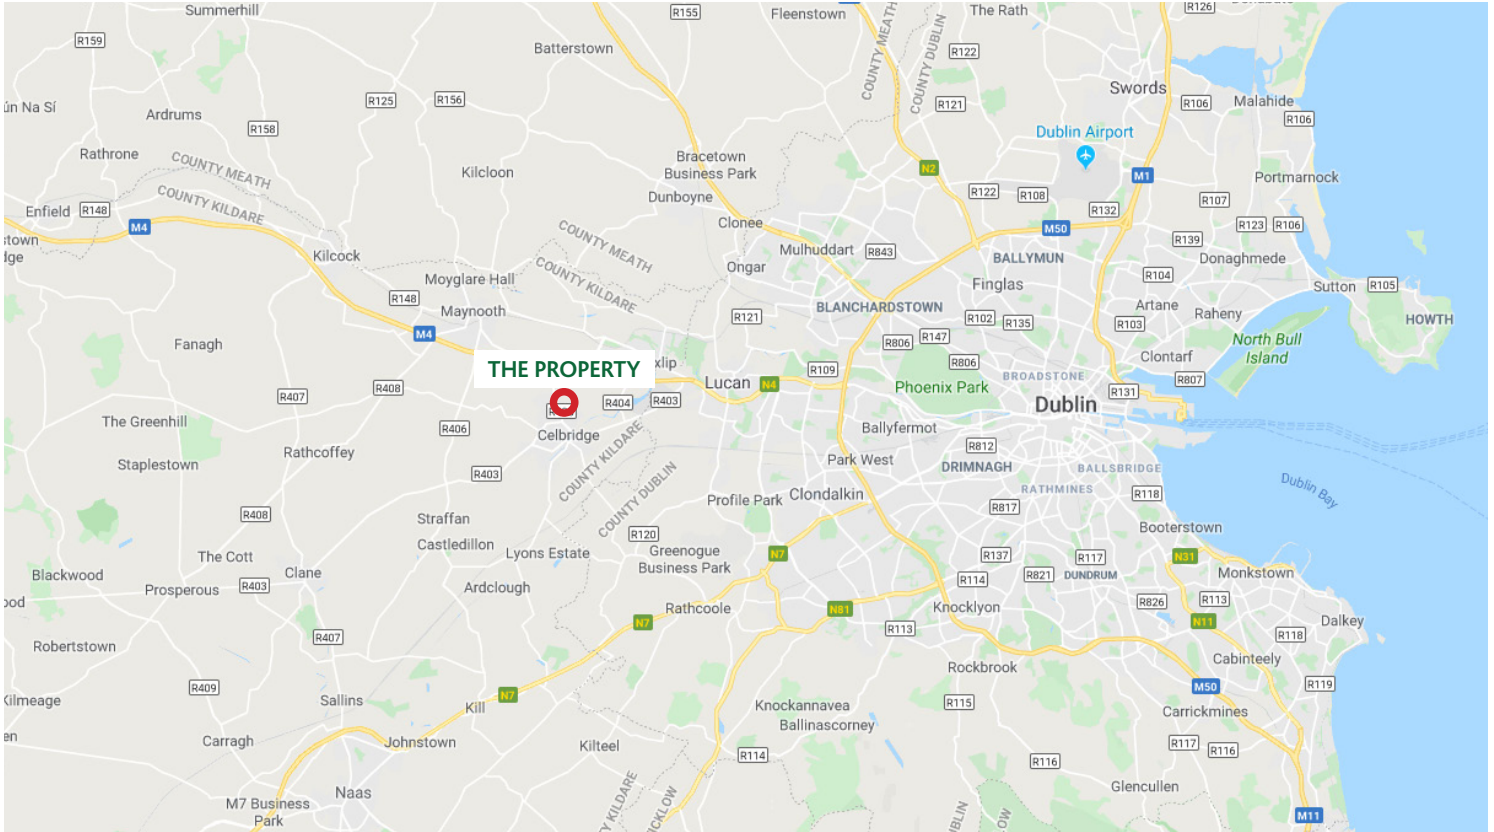 Summerhill
R155
Fleenstown
The Rath
R126
R159
Batterstown
COUNTY MEATH
COUNTY DUBLIN
R122
Swords
R125
R156
R121
R106
Malahide
R106
ún Na Sí
Ardrums
R158
Dublin Airport
Rathrone
COUNTY MEATH
COUNTY KILDARE
Kilcloon
Bracetown
Business Park
N2
M1
Portmarnock
Dunboyne
R122
R108
R107
Enfield
R148
M4
Clonee
R132
R123
R106
M50
stown
dge
Kilcock
COUNTY MEATH
COUNTY KILDARE
Mulhuddart
R843
BALLYMUN
R139
Donaghmede
Ongar
Moyglare Hall
R148
Maynooth
Finglas
R104
Sutton
R105
BLANCHARDSTOWN
Artane
Raheny
HOWTH
R121
R102
R135
R103
M4
Fanagh
R806
R147
North Bull
Island
THE PROPERTY
xlip
R806
Clontarf
Lucan
N4
R109
BROADSTONE
R807
R408
R407
R404
R403
Phoenix Park
R131
Dublin
The Greenhill
R406
Celbridge
Ballyfermot
Rathcoffey
COUNTY KILDARE
COUNTY DUBLIN
R812
Staplestown
R403
Park West
DRIMNAGH
BALLSBRIDGE
RATHMINES
Dublin Bay
Profile Park
Clondalkin
R118
R408
R817
Straffan
Castledillon
R120
Booterstown
Lyons Estate
Greenogue
Business Park
N7
R137
R117
N31
The Cott
Blackwood
Clane
Prosperous
R403
Ardclough
R114
R821
DUNDRUM
Monkstown
ood
Rathcoole
N81
Knocklyon
R826
R113
N7
R113
N11
Dalkey
R407
R118
Robertstown
Rockbrook
Cabinteely
R409
N7
M50
R119
Kilmeage
Sallins
Kill
Knockannavea
R115
Carrickmines
Ballinascorney
en
Carragh
Johnstown
Kilteel
R114
R117
R116
R116
Naas
Glencullen
M7 Business
Park
M11